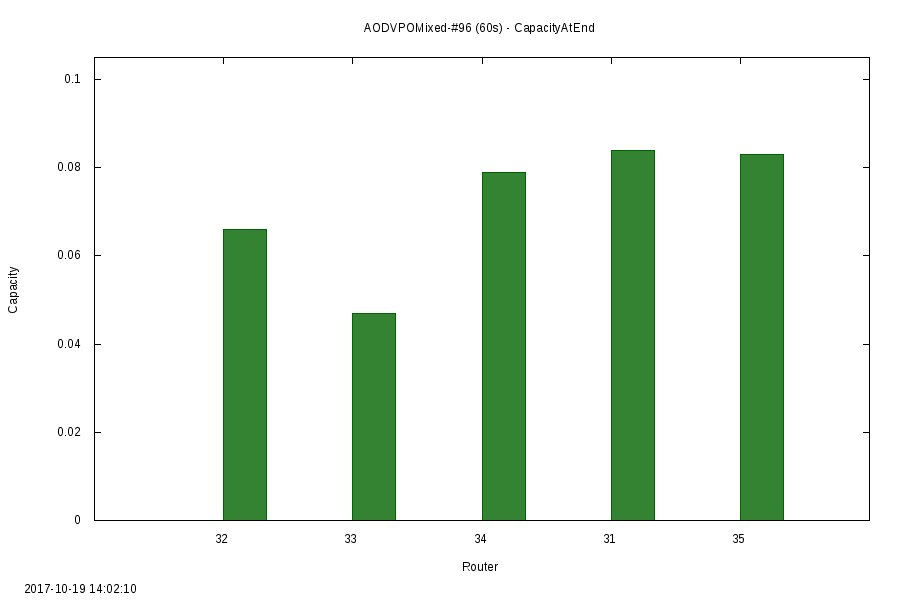 AODVPOMixed-#96 (60s) - CapacityAtEnd
0.1
0.08
0.06
0.04
0.02
0
Capacity
32 33 34 31 35
Router
2017-10-19 14:02:10